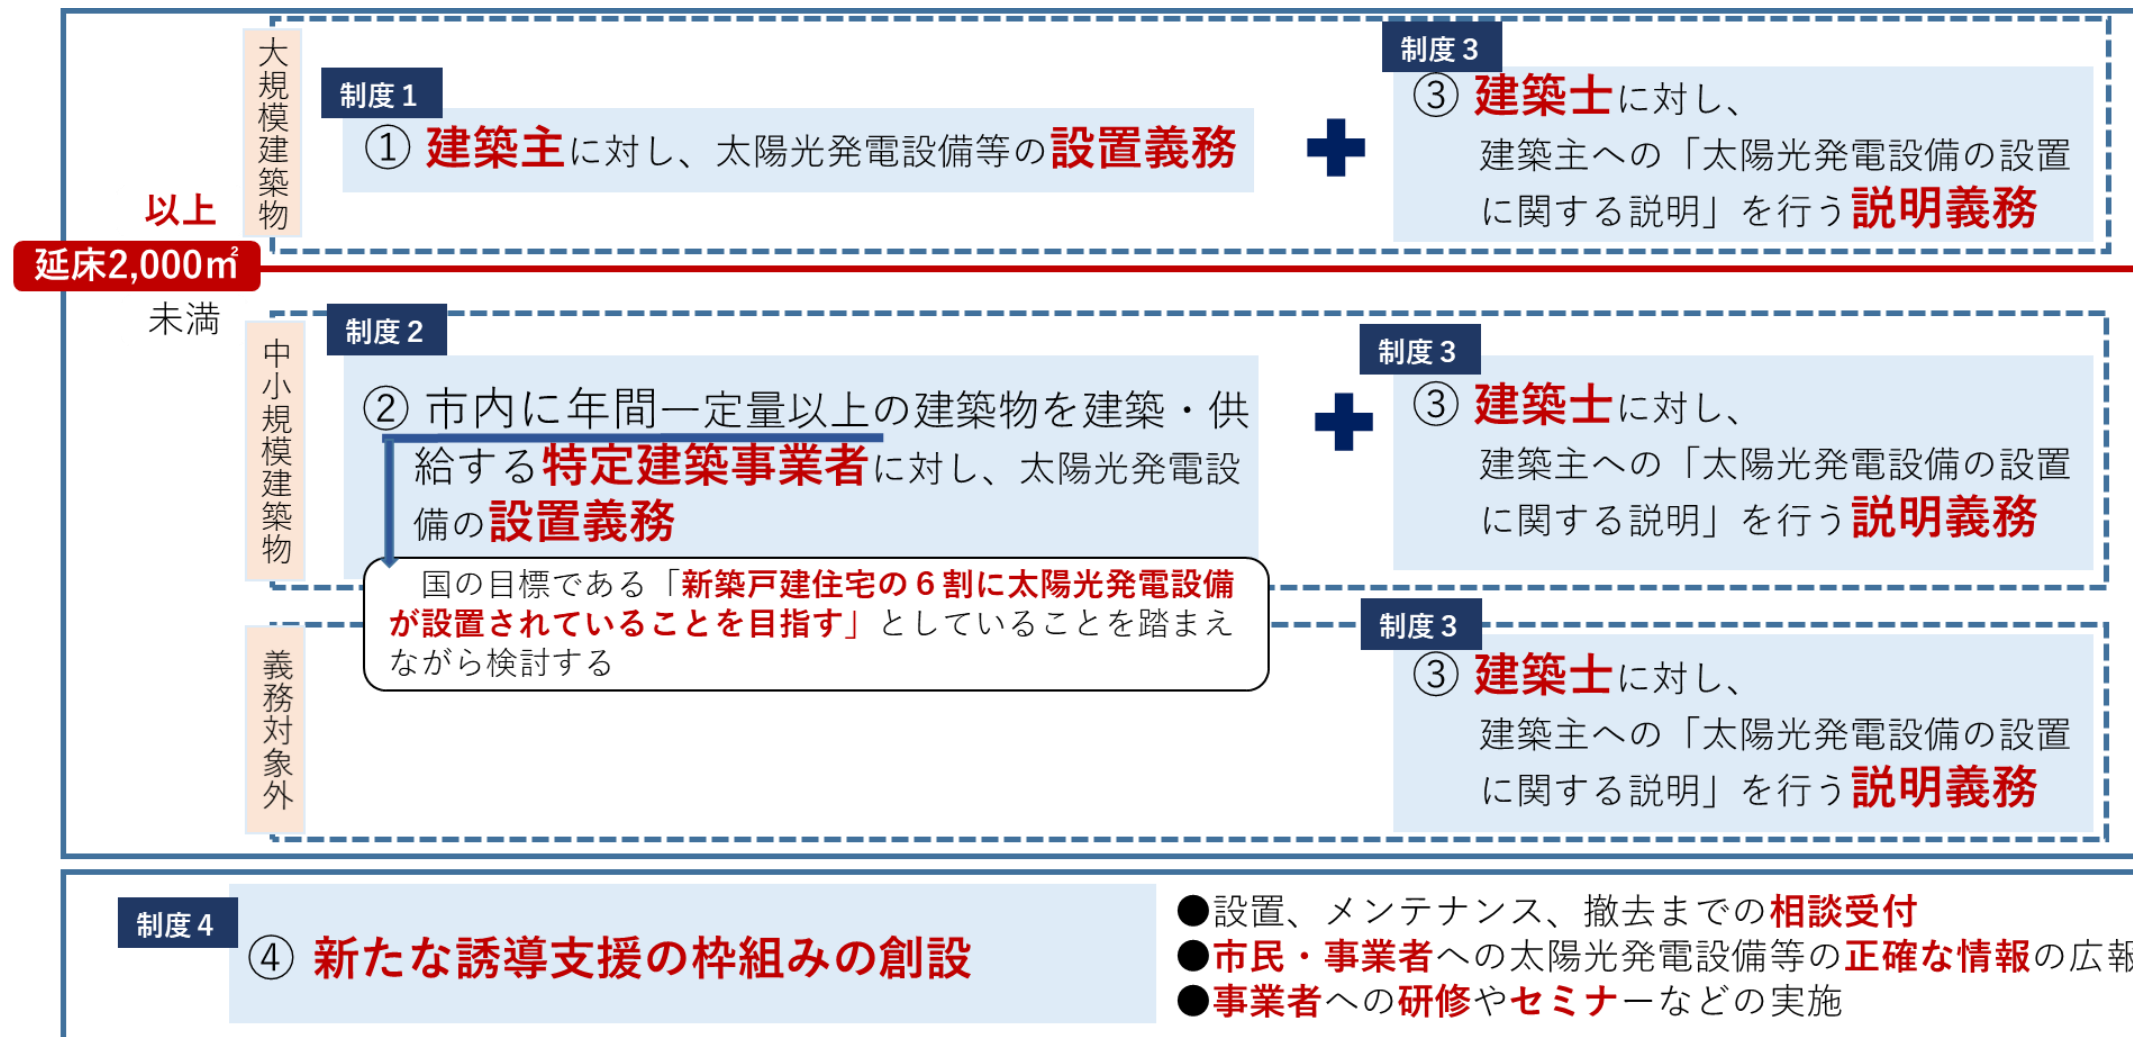 大規模建築物
制度1
① 建築主に対し、太陽光発電設備等の設置義務
制度3
③ 建築士に対し、
建築主への「太陽光発電設備の設置
に関する説明」を行う説明義務
以上
延床2,000㎡
未満
中小規模建築物
制度2
② 市内に年間一定量以上の建築物を建築・供
給する特定建築事業者に対し、太陽光発電設
備の設置義務
国の目標である「新築戸建住宅の6割に太陽光発電設備
が設置されていることを目指す」としていることを踏まえ
ながら検討する
制度3
③ 建築士に対し、
建築主への「太陽光発電設備の設置
に関する説明」を行う説明義務
義務対象外
制度3
③ 建築士に対し、
建築主への「太陽光発電設備の設置
に関する説明」を行う説明義務
制度4
④ 新たな誘導支援の枠組みの創設
●設置、メンテナンス、撤去までの相談受付
●市民・事業者への太陽光発電設備等の正確な情報の広報
●事業者への研修やセミナーなどの実施